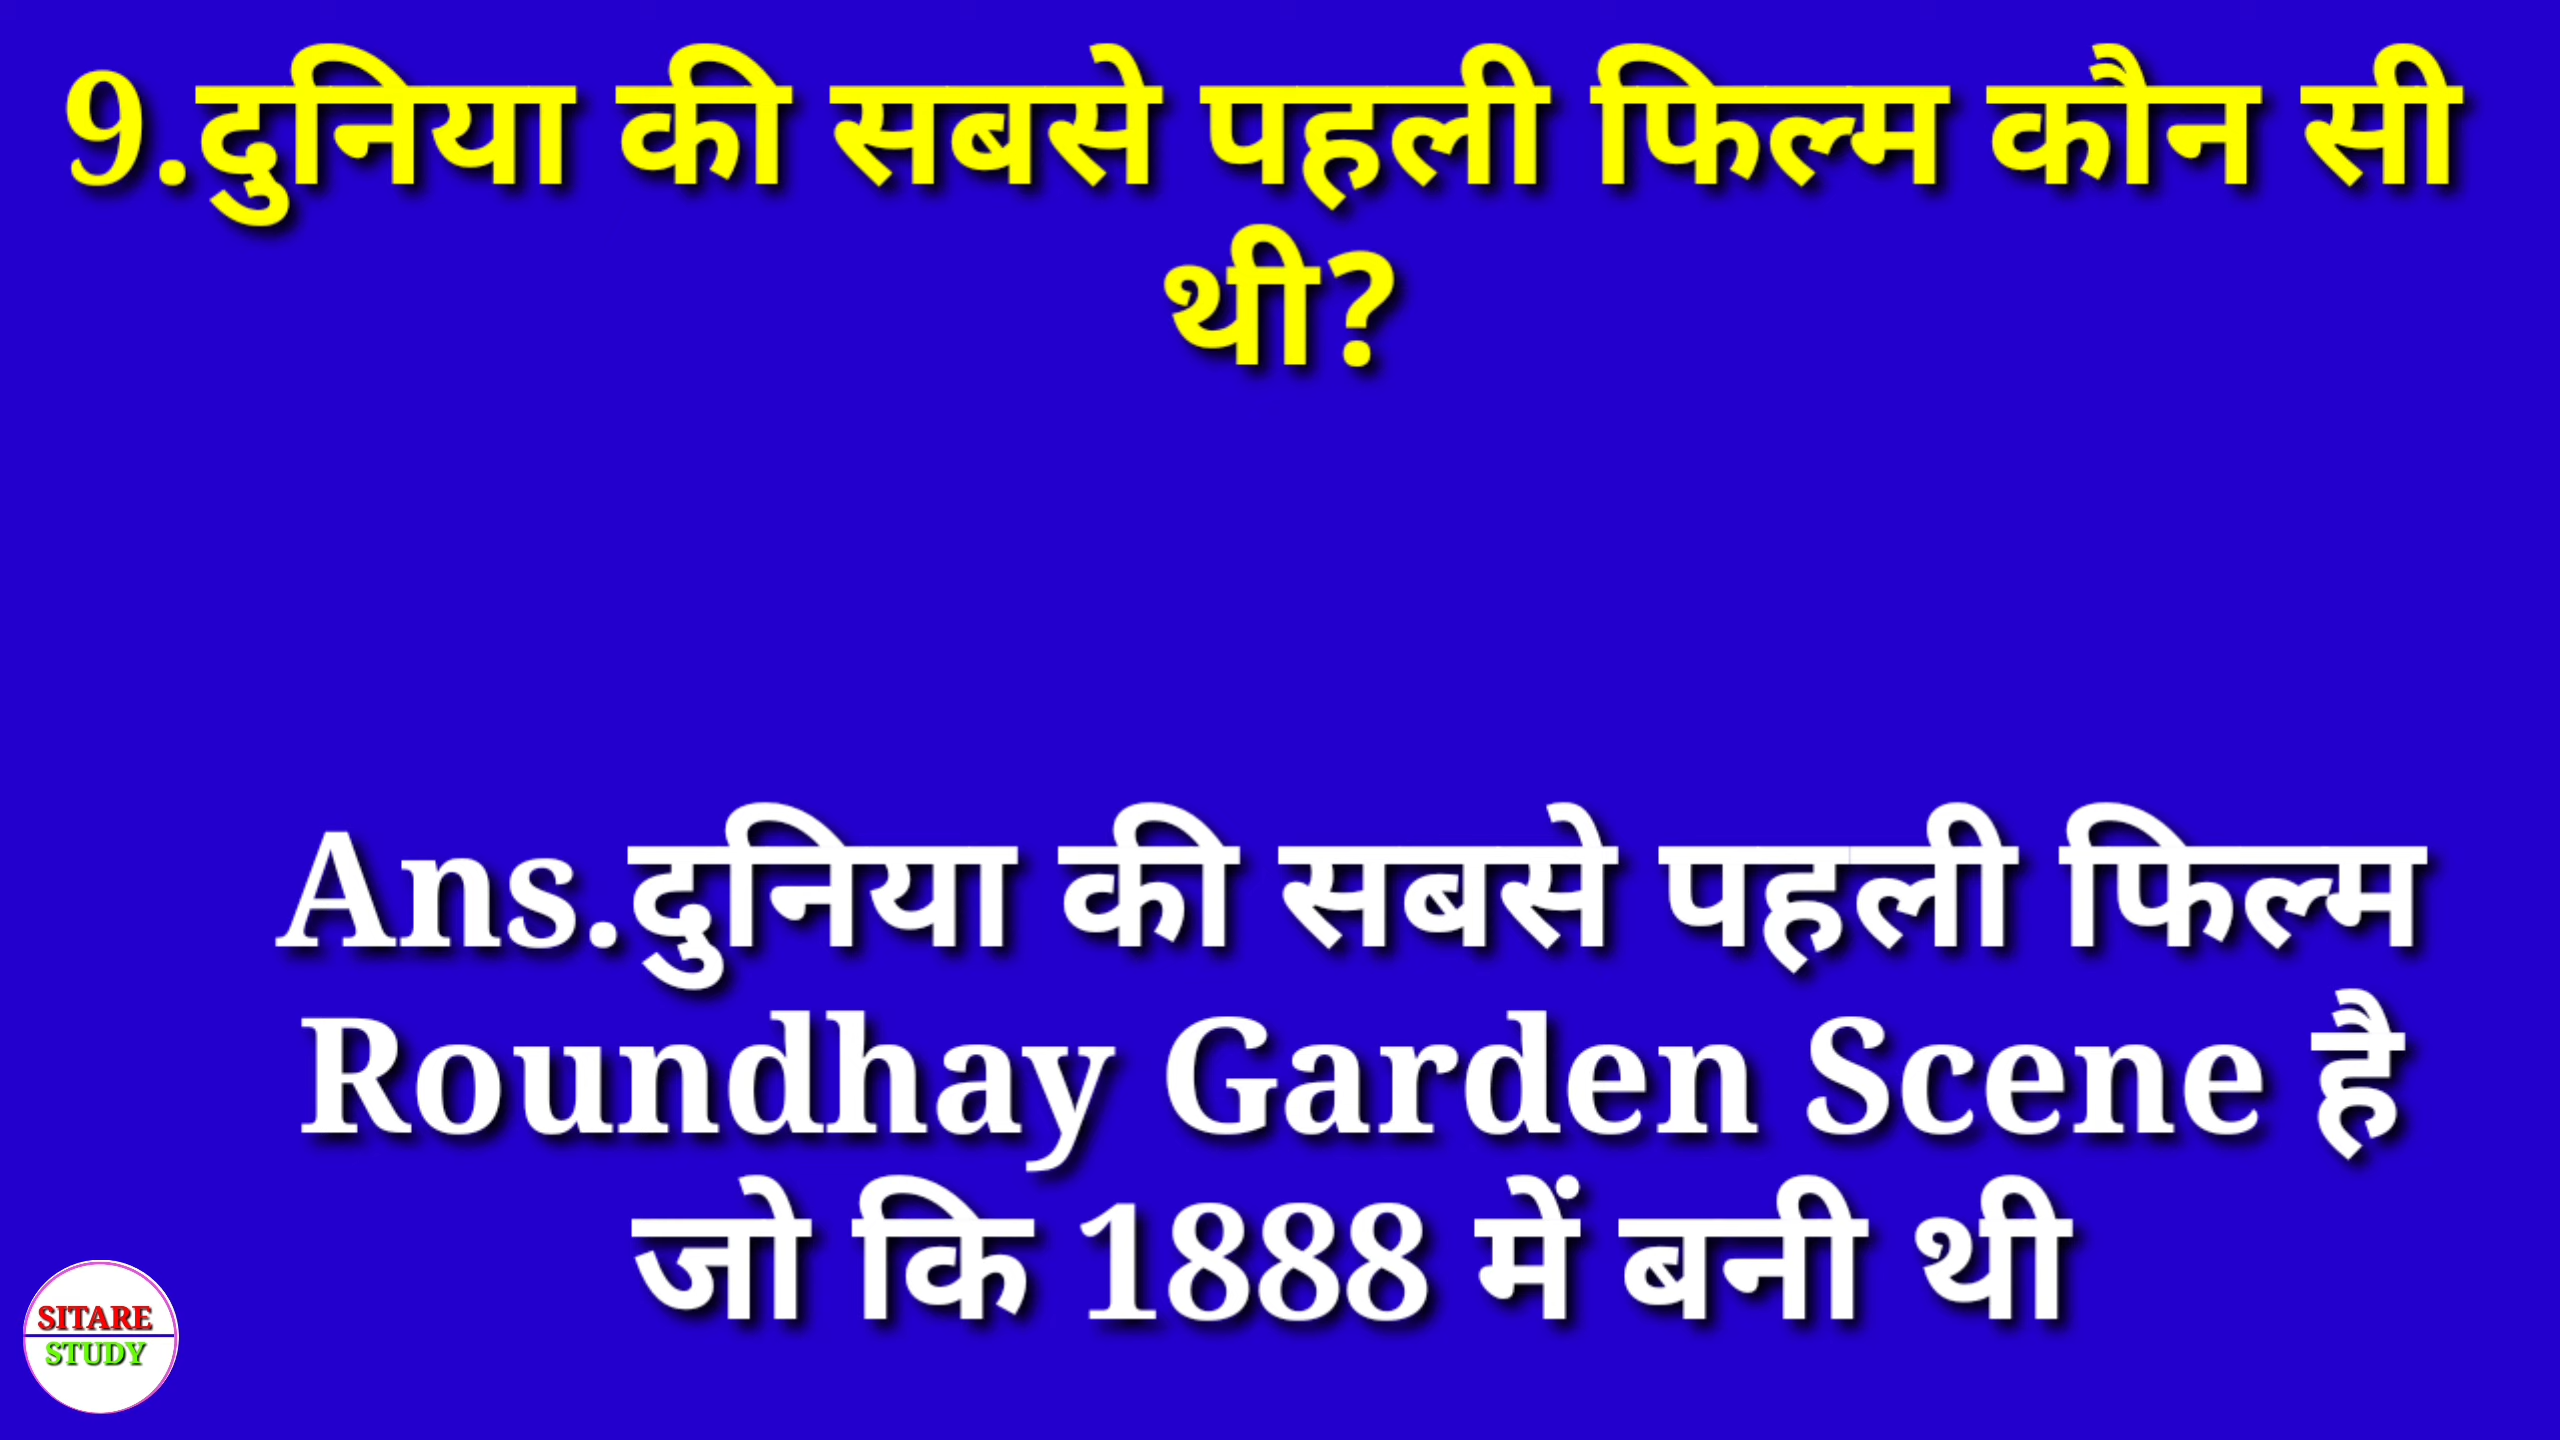 9.दुनिया की सबसे पहली फिल्म कौन सी
थी?
Ans.दुनिया की सबसे पहली फिल्म
Roundhay Garden Scene है
जो कि 1888 में बनी थी
SITARE
STUDY